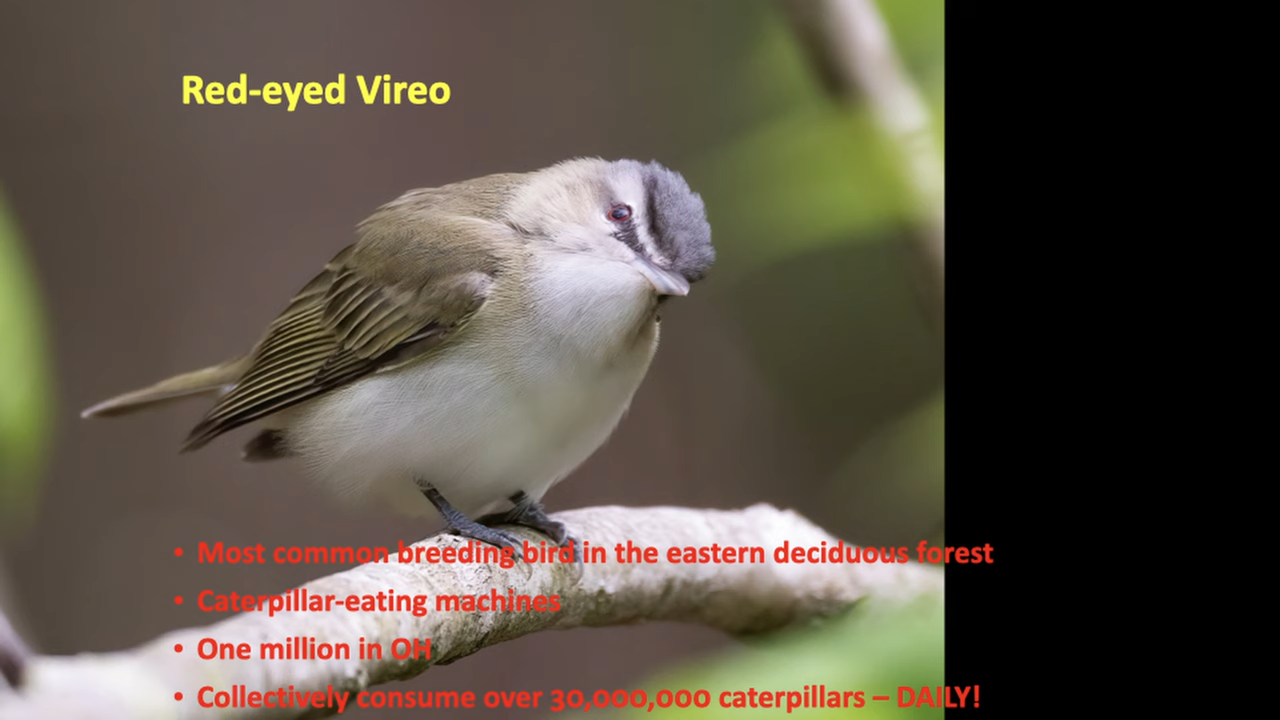 Red-eyed Vireo
• Most common breeding bird in the eastern deciduous forest
• Caterpillar-eating machines
• One million in OH
• Collectively consume over 30,000,000 caterpillars – DAILY!